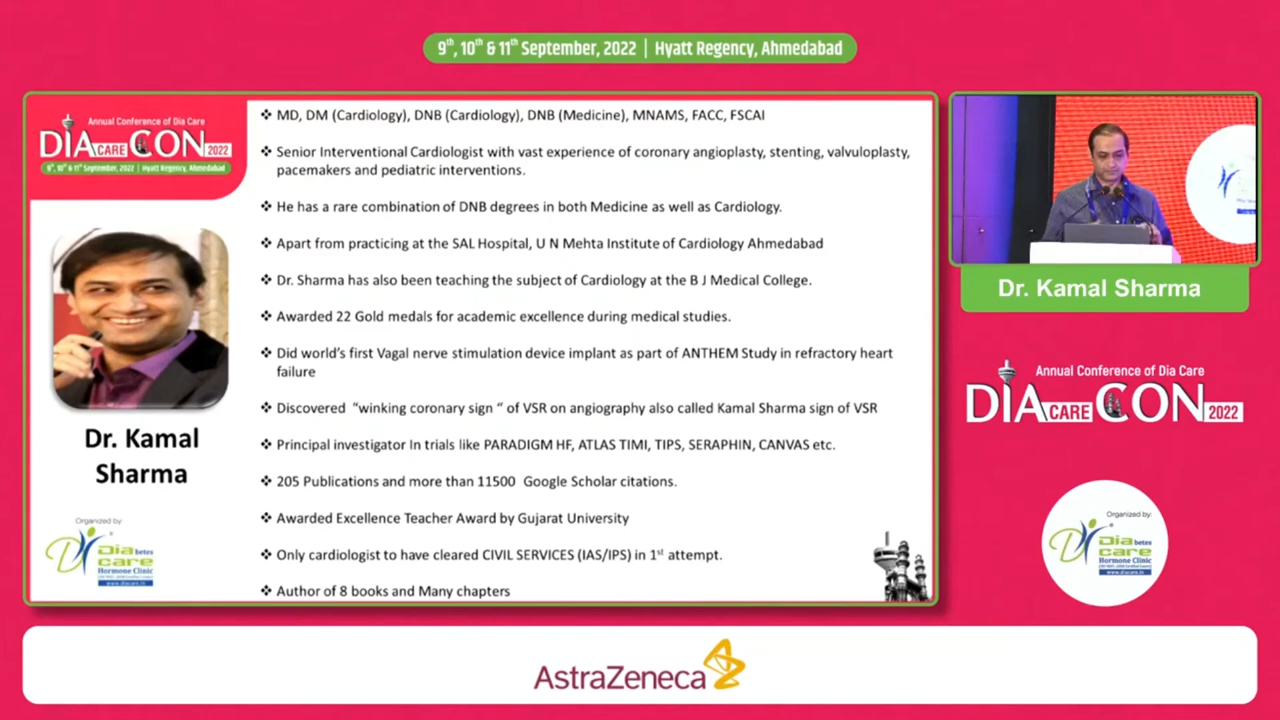 9th, 10th & 11th September, 2022 | Hyatt Regency, Ahmedabad
Annual Conference of Dia Care
DIA CARE CON 2022
9th, 10th & 11th September, 2022 | Hyatt Regency, Ahmedabad
Dr. Kamal
Sharma
Organized by:
Diabetes
care
Hormone Clinic
www.diacare.in
❖ MD, DM (Cardiology), DNB (Cardiology), DNB (Medicine), MNAMS, FACC, FSCAI
❖ Senior Interventional Cardiologist with vast experience of coronary angioplasty, stenting, valvuloplasty,
pacemakers and pediatric interventions.
❖ He has a rare combination of DNB degrees in both Medicine as well as Cardiology.
❖ Apart from practicing at the SAL Hospital, U N Mehta Institute of Cardiology Ahmedabad
❖ Dr. Sharma has also been teaching the subject of Cardiology at the B J Medical College.
❖ Awarded 22 Gold medals for academic excellence during medical studies.
❖ Did world's first Vagal nerve stimulation device implant as part of ANTHEM Study in refractory heart
failure
❖ Discovered "winking coronary sign " of VSR on angiography also called Kamal Sharma sign of VSR
❖ Principal investigator In trials like PARADIGM HF, ATLAS TIMI, TIPS, SERAPHIN, CANVAS etc.
❖ 205 Publications and more than 11500 Google Scholar citations.
❖ Awarded Excellence Teacher Award by Gujarat University
❖ Only cardiologist to have cleared CIVIL SERVICES (IAS/IPS) in 1st attempt.
❖ Author of 8 books and Many chapters
Dr. Kamal Sharma
Annual Conference of Dia Care
DIA CARE CON 2022
Organized by:
Diabetes
care
Hormone Clinic
www.diacare.in
AstraZeneca